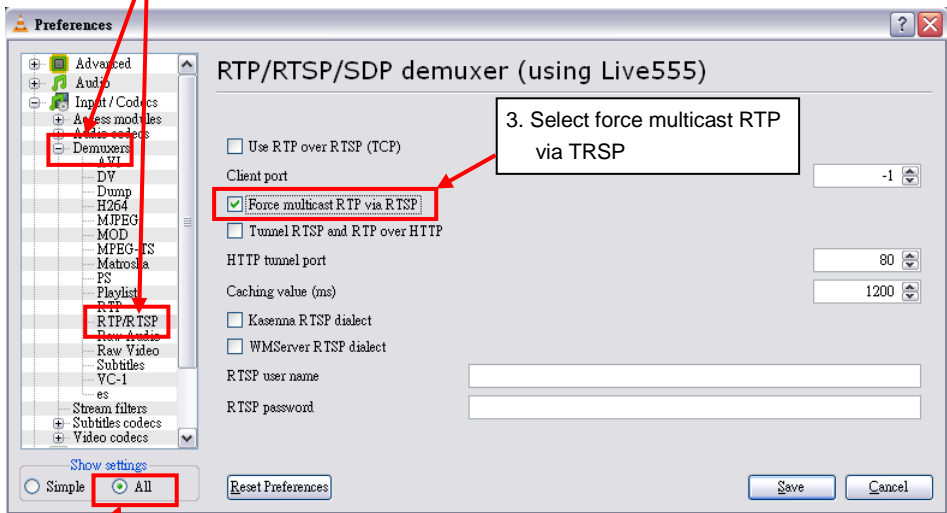 Preferences
Advanced
Audio
Input / Codecs
Access modules
Audio codecs
Demuxers
AVI
DV
Dump
H264
MJPEG
MOD
MPEG-TS
Matroska
PS
Playlist
RTP
RTP/RTSP
Raw Audio
Raw Video
Subtitles
VC-1
es
Stream filters
Subtitles codecs
Video codecs
Show settings
Simple
All
RTP/RTSP/SDP demuxer (using Live555)
3. Select force multicast RTP
via TRSP
Use RTP over RTSP (TCP)
Client port -1
Force multicast RTP via RTSP
Tunnel RTSP and RTP over HTTP
HTTP tunnel port 80
Caching value (ms) 1200
Kasenna RTSP dialect
WMServer RTSP dialect
RTSP user name
RTSP password
Reset Preferences
Save
Cancel